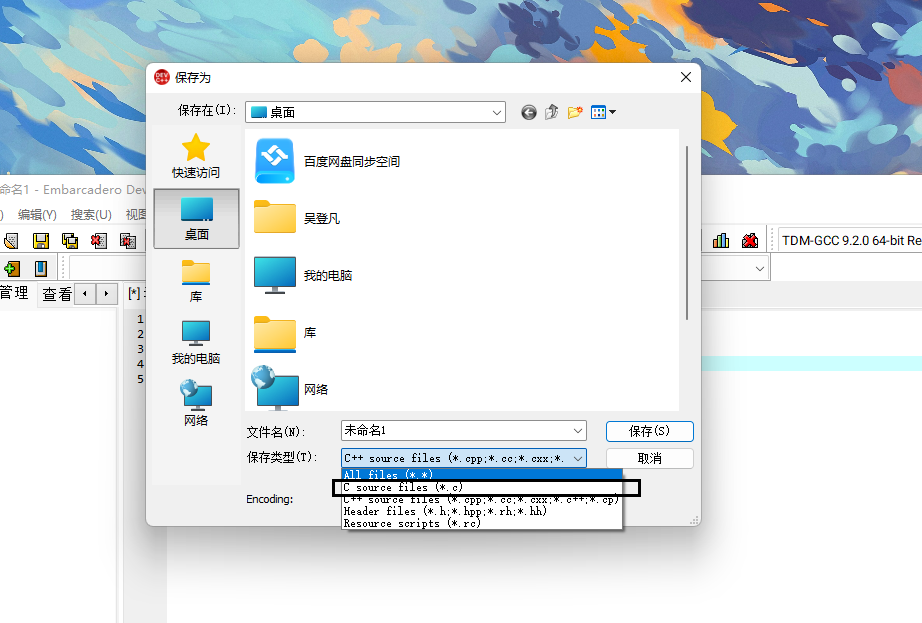 保存为
保存在(I):
桌面
快速访问
桌面
库
我的电脑
网络
百度网盘同步空间
吴登凡
我的电脑
库
网络
命名1 - Embarcadero Dev
编辑(Y) 搜索(U) 视图
TDM-GCC 9.2.0 64-bit Re
管理 查看
[*]
1
2
3
4
5
文件名(N):
未命名1
保存(S)
保存类型(T):
C++ source files (*.cpp;*.cc;*.cxx;*.
取消
Encoding:
All files (*.*)
C source files (*.c)
C++ source files (*.cpp;*.cc;*.cxx;*.c++;*.cp)
Header files (*.h;*.hpp;*.rh;*.hh)
Resource scripts (*.rc)